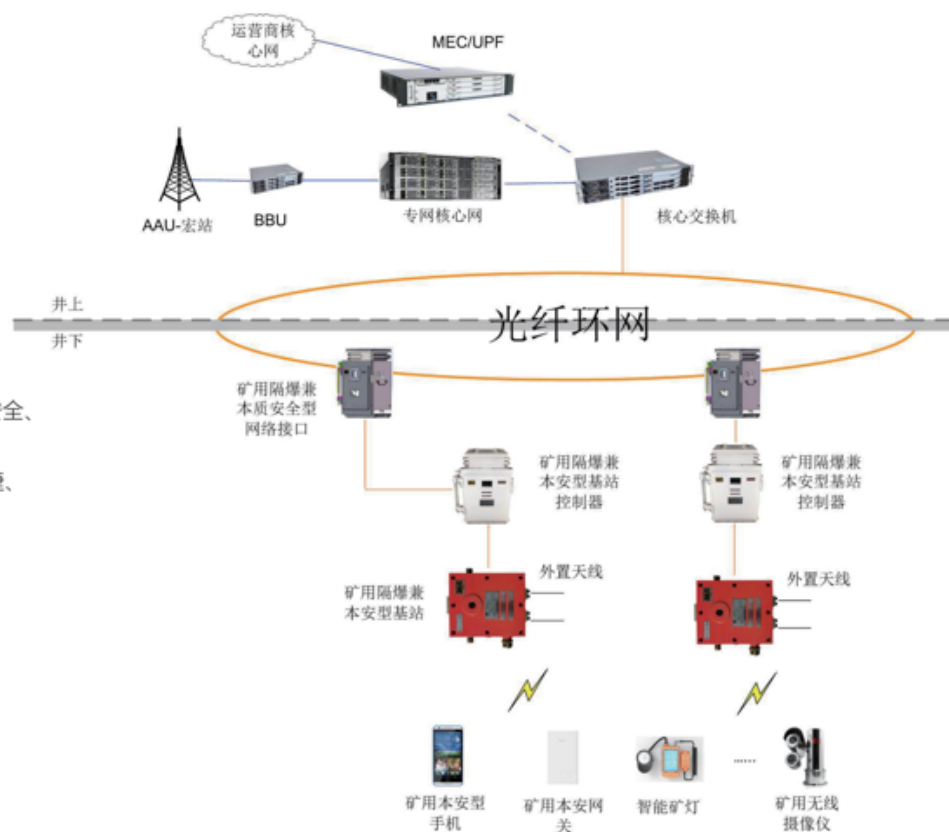 运营商核
心网
MEC/UPF
AAU-宏站
BBU
专网核心网
核心交换机
井上
光纤环网
井下
矿用隔爆兼
本质安全型
网络接口
全、
矿用隔爆兼
本安型基站
控制器
矿用隔爆兼
本安型基站
控制器
矿用隔爆兼
本安型基站
外置天线
外置天线
矿用本安型
手机
矿用本安网
关
智能矿灯
......
矿用无线
摄像仪